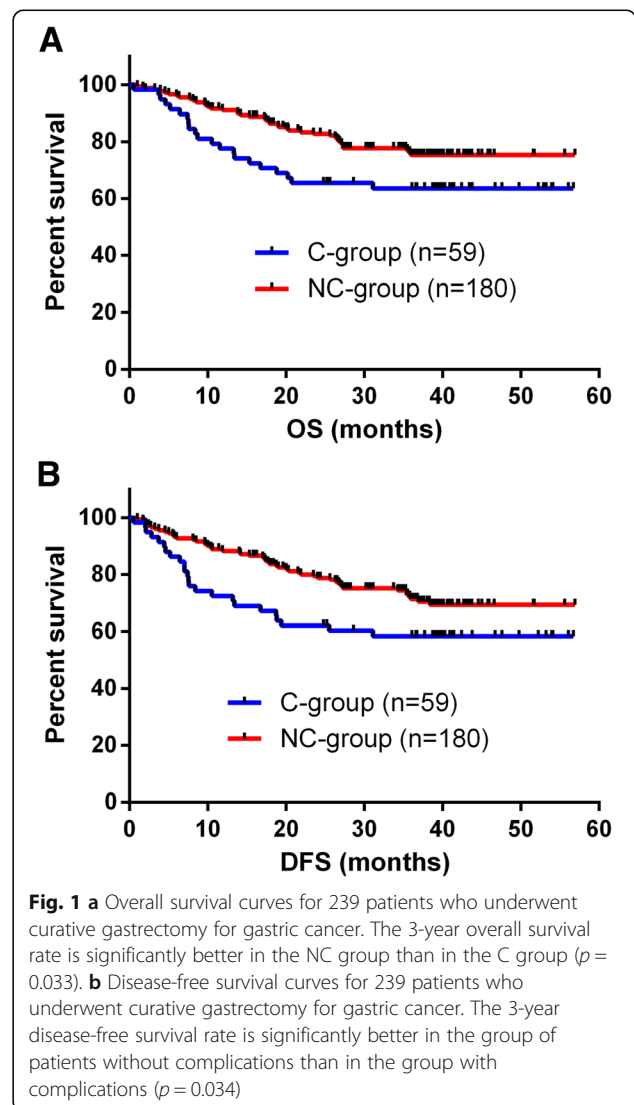 A
Percent survival
100
80
60
40
20
0
C-group (n=59)
NC-group (n=180)
0 10 20 30 40 50 60
OS (months)
B
Percent survival
100
80
60
40
20
0
C-group (n=59)
NC-group (n=180)
0 10 20 30 40 50 60
DFS (months)
Fig. 1 a Overall survival curves for 239 patients who underwent
curative gastrectomy for gastric cancer. The 3-year overall survival
rate is significantly better in the NC group than in the C group (p =
0.033). b Disease-free survival curves for 239 patients who
underwent curative gastrectomy for gastric cancer. The 3-year
disease-free survival rate is significantly better in the group of
patients without complications than in the group with
complications (p = 0.034)